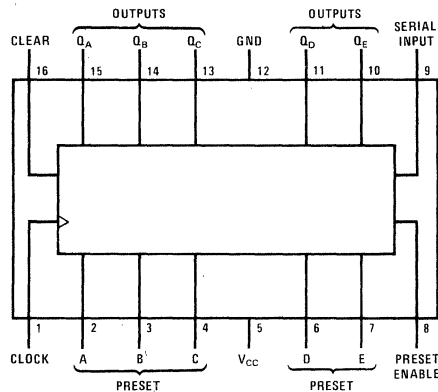 OUTPUTS OUTPUTS
CLEAR QA QB QC GND QD QE SERIAL INPUT
16 15 14 13 12 11 10 9
1 2 3 4 5 6 7 8
CLOCK A B C VCC D E PRESET ENABLE
PRESET PRESET